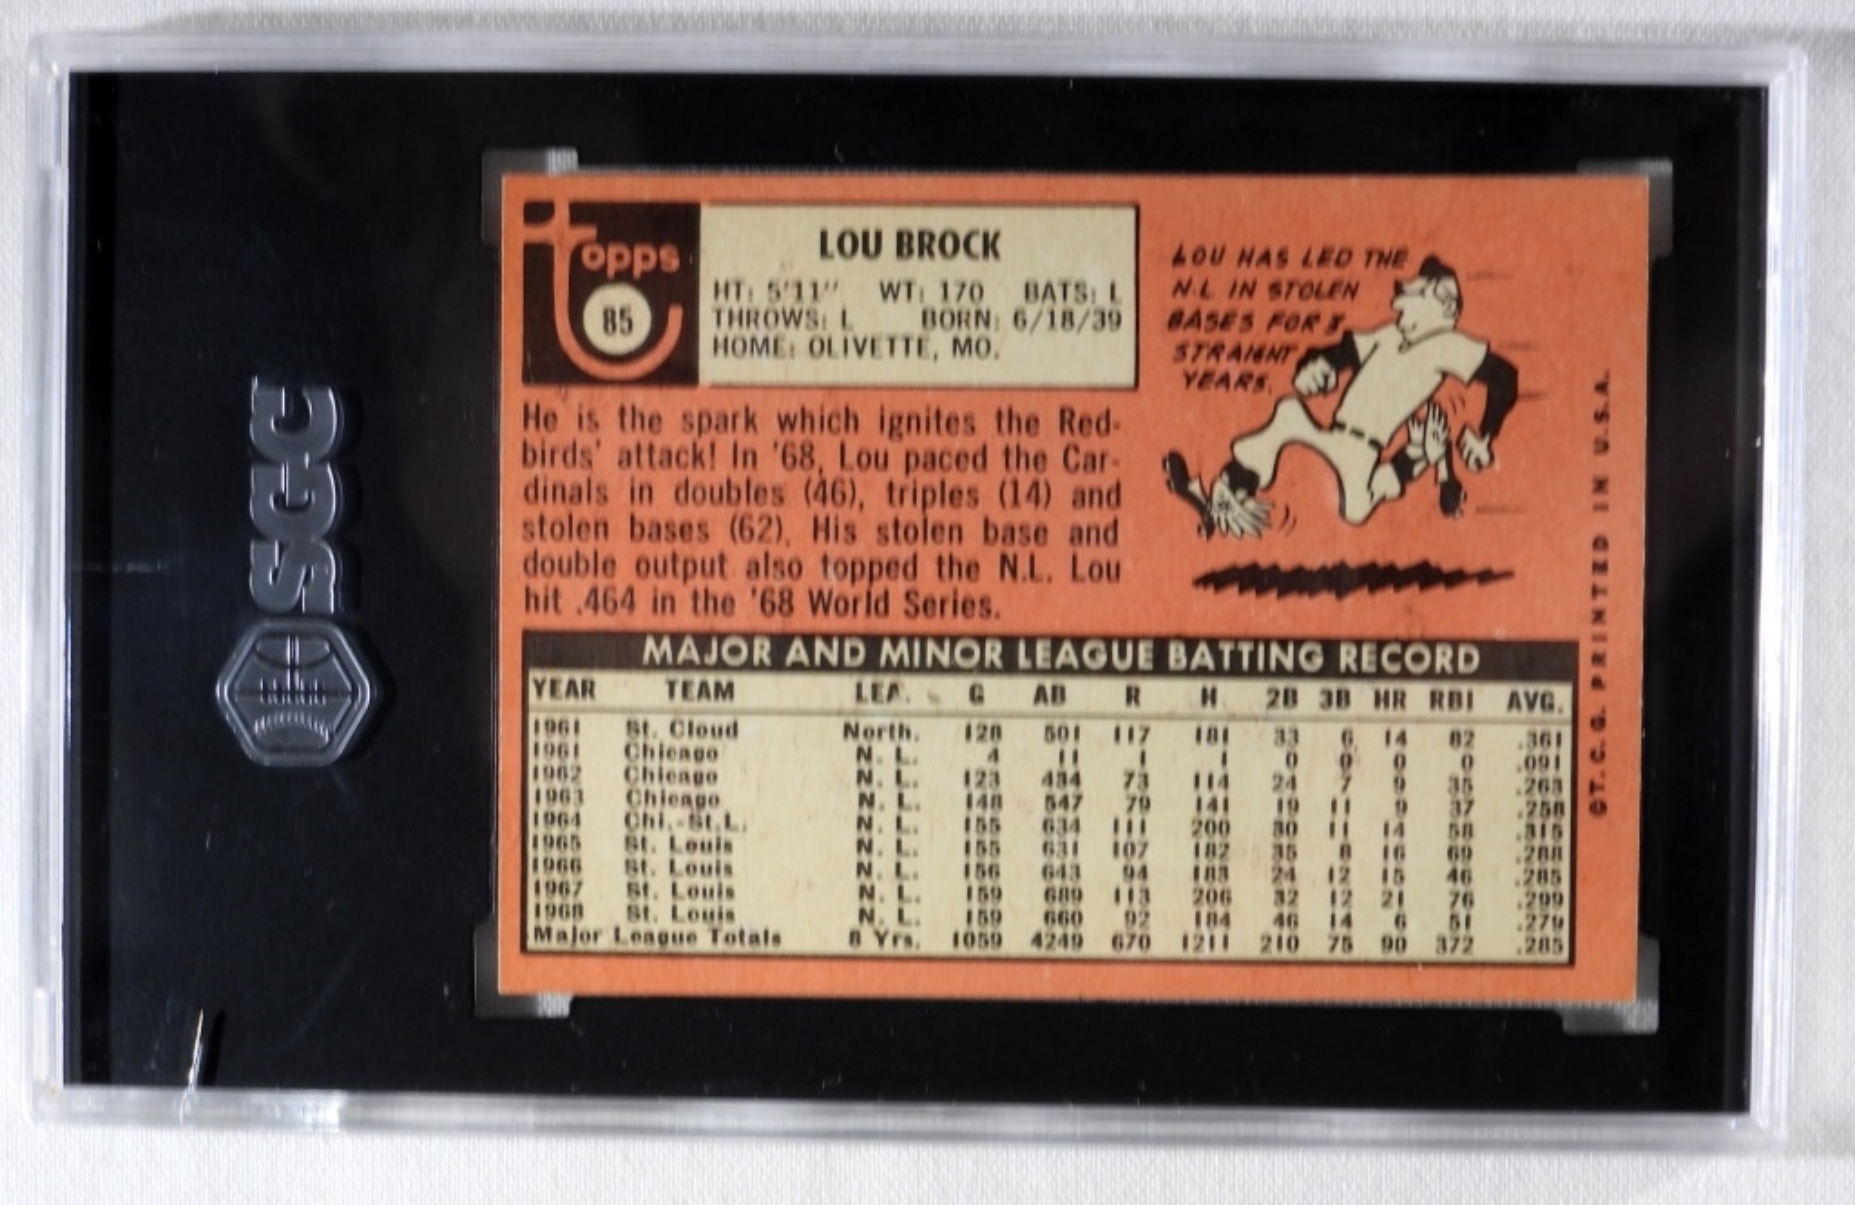 SGC
topps
85
LOU BROCK
HT: 5'11" WT: 170 BATS: L
THROWS: L BORN: 6/18/39
HOME: OLIVETTE, MO.
LOU HAS LED THE
N.L IN STOLEN
BASES FOR 3
STRAIGHT
YEARS.
He is the spark which ignites the Red-
birds' attack! In '68, Lou paced the Car-
dinals in doubles (46), triples (14) and
stolen bases (62). His stolen base and
double output also topped the N.L. Lou
hit .464 in the '68 World Series.
MAJOR AND MINOR LEAGUE BATTING RECORD
YEAR TEAM LEA. G AB R H 2B 3B HR RBI AVG.
1961 St. Cloud North. 128 501 117 181 33 6 14 82 .361
1961 Chicago N. L. 4 11 1 1 0 0 0 0 .091
1962 Chicago N. L. 123 434 73 114 24 7 9 35 .263
1963 Chicago N. L. 148 547 79 141 19 11 9 37 .258
1964 Chi.-St.L. N. L. 155 634 111 200 30 11 14 58 .315
1965 St. Louis N. L. 155 631 107 182 35 8 16 69 .288
1966 St. Louis N. L. 156 643 94 183 24 12 15 46 .285
1967 St. Louis N. L. 159 689 113 206 32 12 21 76 .299
1968 St. Louis N. L. 159 660 92 184 46 14 6 51 .279
Major League Totals 8 Yrs. 1059 4249 670 1211 210 75 90 372 .285
©T.C.G. PRINTED IN U.S.A.